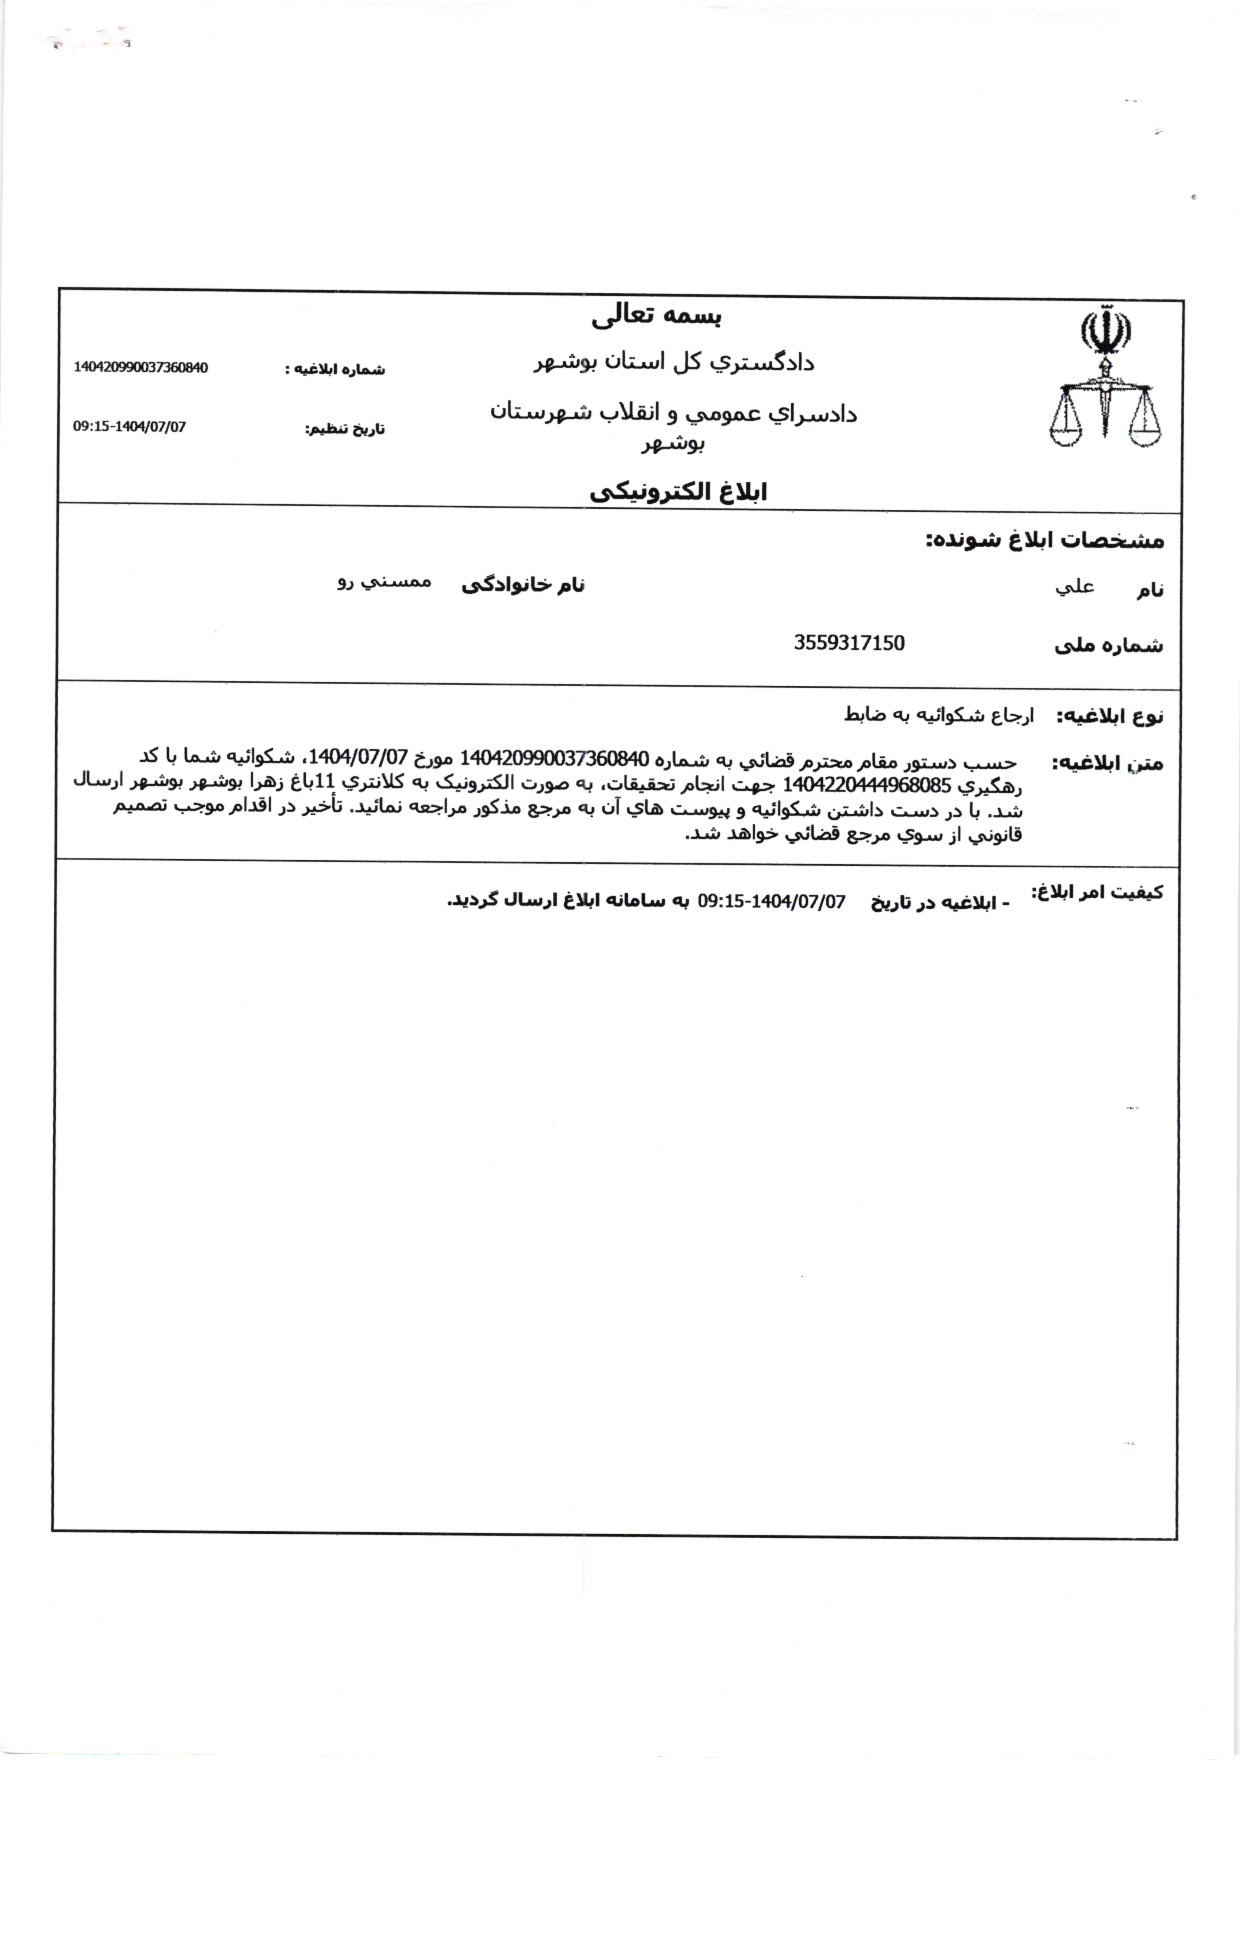 بسمه تعالی
دادگستري کل استان بوشهر
شماره ابلاغیه : 140420990037360840
دادسراي عمومي و انقلاب شهرستان
بوشهر
تاریخ تنظیم: 09:15-1404/07/07
ابلاغ الکترونیکی
مشخصات ابلاغ شونده:
نام علي نام خانوادگی ممسني رو
شماره ملی 3559317150
نوع ابلاغیه: ارجاع شکوائیه به ضابط
متن ابلاغیه: حسب دستور مقام محترم قضائي به شماره 140420990037360840 مورخ 1404/07/07، شکوائیه شما با کد
رهگیري 1404220444968085 جهت انجام تحقیقات، به صورت الکترونیک به کلانتري 11باغ زهرا بوشهر بوشهر ارسال
شد. با در دست داشتن شکوائیه و پیوست هاي آن به مرجع مذکور مراجعه نمائید. تأخیر در اقدام موجب تصمیم
قانوني از سوي مرجع قضائي خواهد شد.
کیفیت امر ابلاغ: - ابلاغیه در تاریخ 09:15-1404/07/07 به سامانه ابلاغ ارسال گردید.